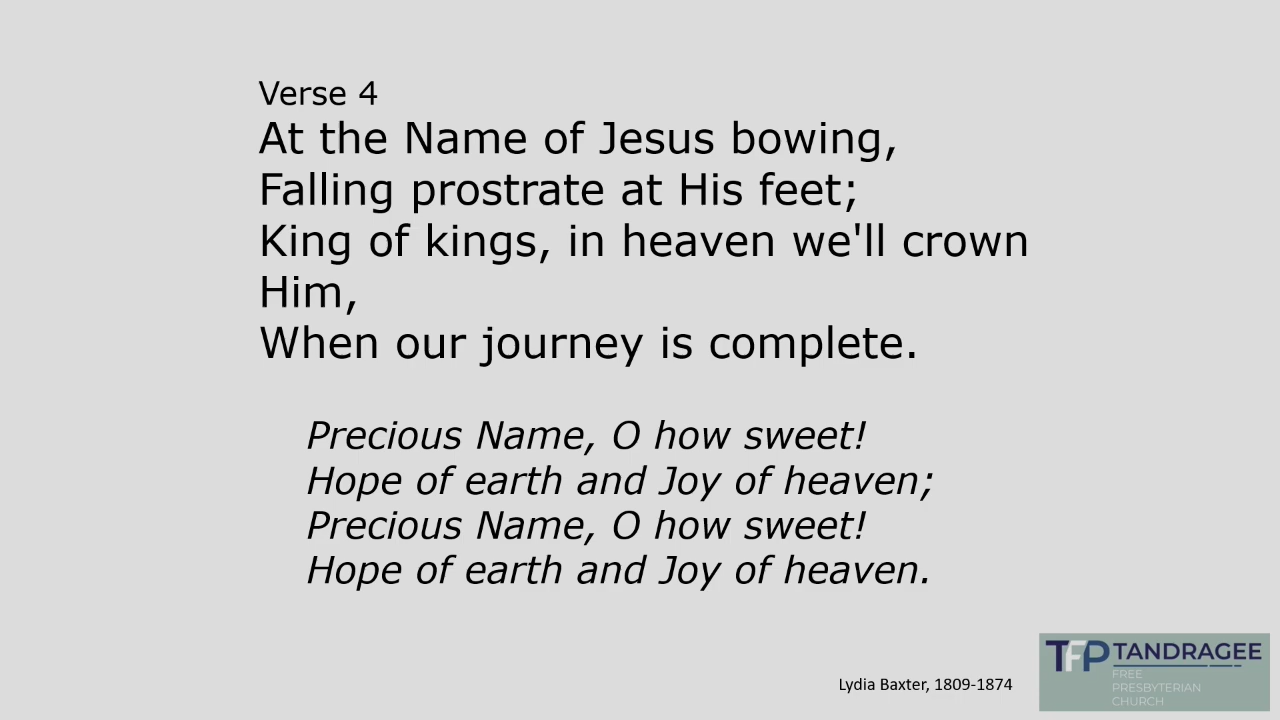 Verse 4
At the Name of Jesus bowing,
Falling prostrate at His feet;
King of kings, in heaven we'll crown
Him,
When our journey is complete.
Precious Name, O how sweet!
Hope of earth and Joy of heaven;
Precious Name, O how sweet!
Hope of earth and Joy of heaven.
Lydia Baxter, 1809-1874
TFP TANDRAGEE
FREE
PRESBYTERIAN
CHURCH